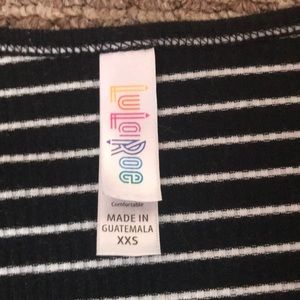 LuLaRoe
Comfortable
MADE IN
GUATEMALA
XXS